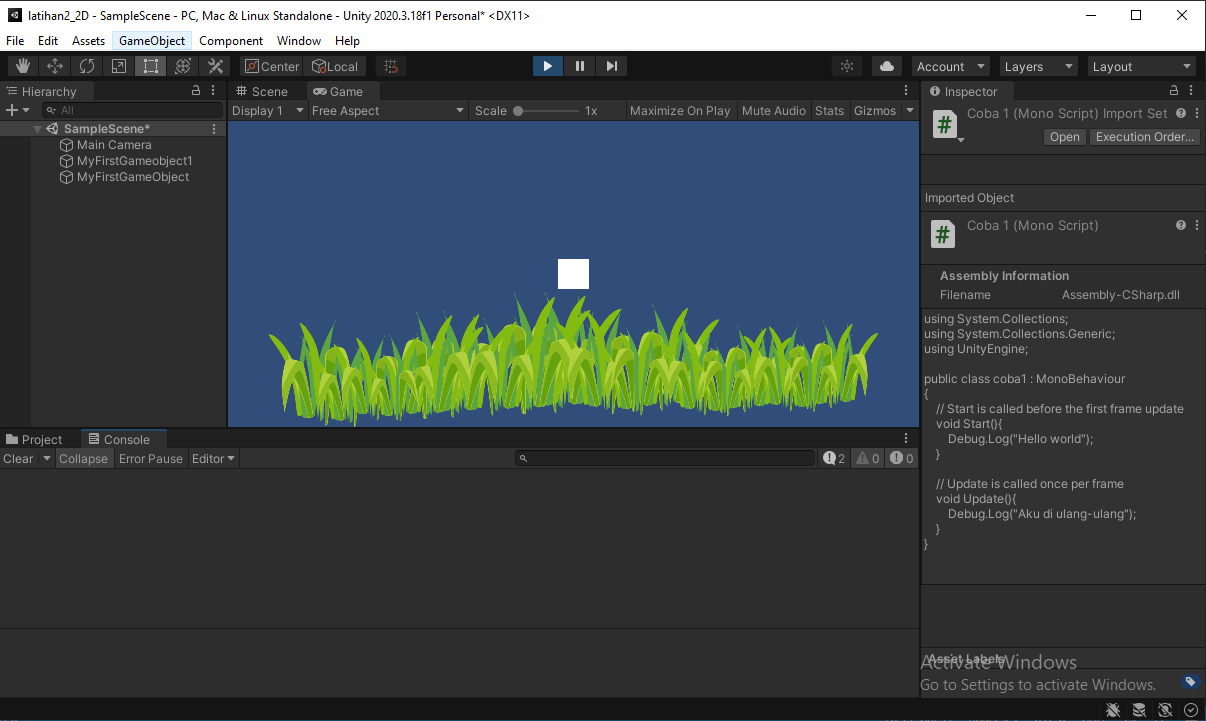 latihan2_2D - SampleScene - PC, Mac & Linux Standalone - Unity 2020.3.18f1 Personal* <DX11>
File Edit Assets GameObject Component Window Help
Center Local Account Layers Layout
Hierarchy
All
SampleScene*
Main Camera
MyFirstGameobject1
MyFirstGameObject
Scene Game
Display 1 Free Aspect Scale 1x Maximize On Play Mute Audio Stats Gizmos
Project Console
Clear Collapse Error Pause Editor 2 0 0
Inspector
Coba 1 (Mono Script) Import Set
Open Execution Order...
Imported Object
Coba 1 (Mono Script)
Assembly Information
Filename Assembly-CSharp.dll
using System.Collections;
using System.Collections.Generic;
using UnityEngine;
public class coba1 : MonoBehaviour
{
// Start is called before the first frame update
void Start(){
Debug.Log("Hello world");
}
// Update is called once per frame
void Update(){
Debug.Log("Aku di ulang-ulang");
}
}
Asset Labels
Activate Windows
Go to Settings to activate Windows.